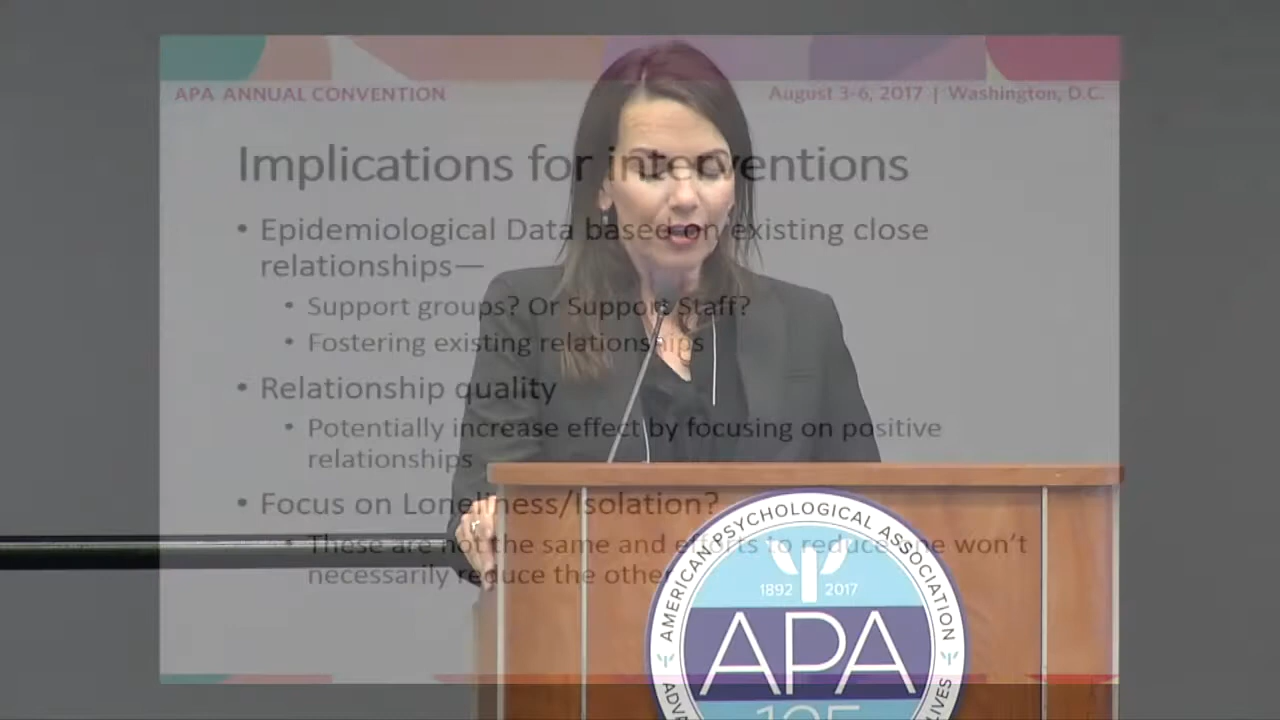 APA ANNUAL CONVENTION
August 3-6, 2017 | Washington, D.C.
Implications for interventions
• Epidemiological Data based on existing close
relationships—
• Support groups? Or Support Staff?
• Fostering existing relationships
• Relationship quality
• Potentially increase effect by focusing on positive
relationships
• Focus on Loneliness/Isolation?
• These are not the same and efforts to reduce one won't
necessarily reduce the other
AMERICAN PSYCHOLOGICAL ASSOCIATION
1892 2017
APA
125
LIVES